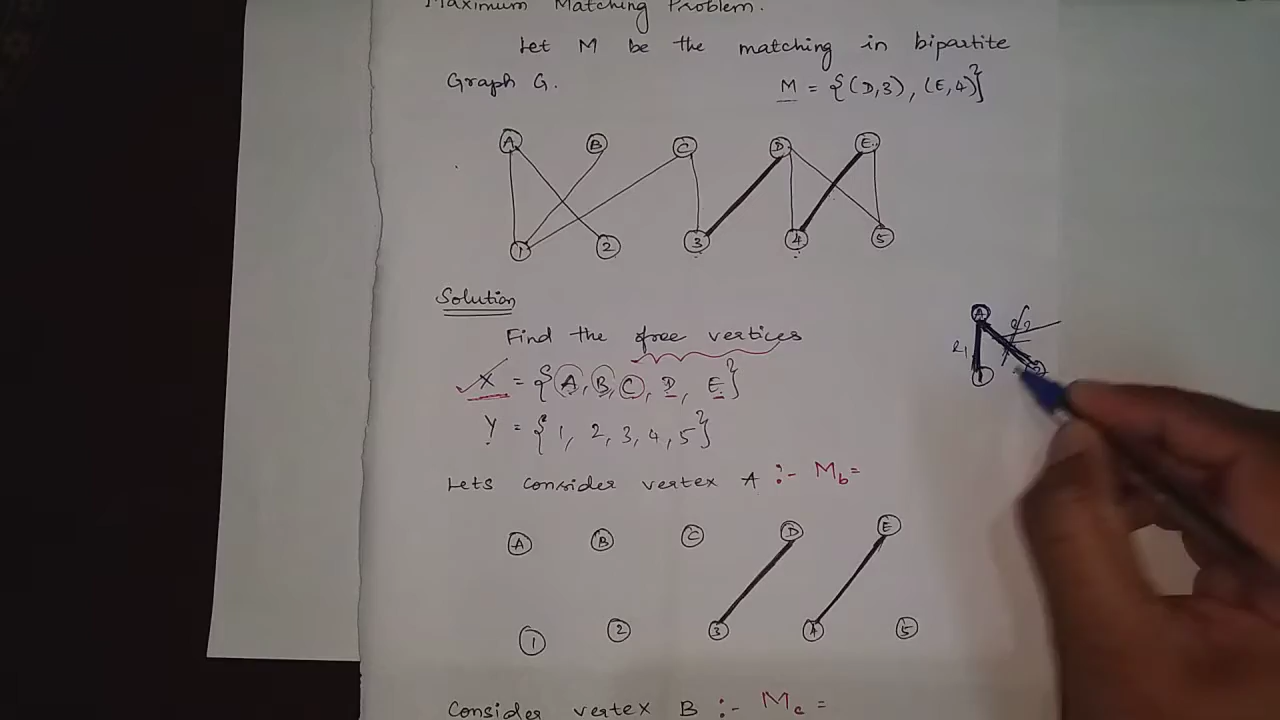 Maximum Matching Problem.
Let M be the matching in bipartite
Graph G. M = {(D,3), (E,4)}
A B C D E
1 2 3 4 5
Solution
Find the free vertices
X = {A, B, C, D, E}
Y = {1, 2, 3, 4, 5}
A
1
Lets consider vertex A :- Mb =
A B C D E
1 2 3 4 5
Consider vertex B :- Mc =